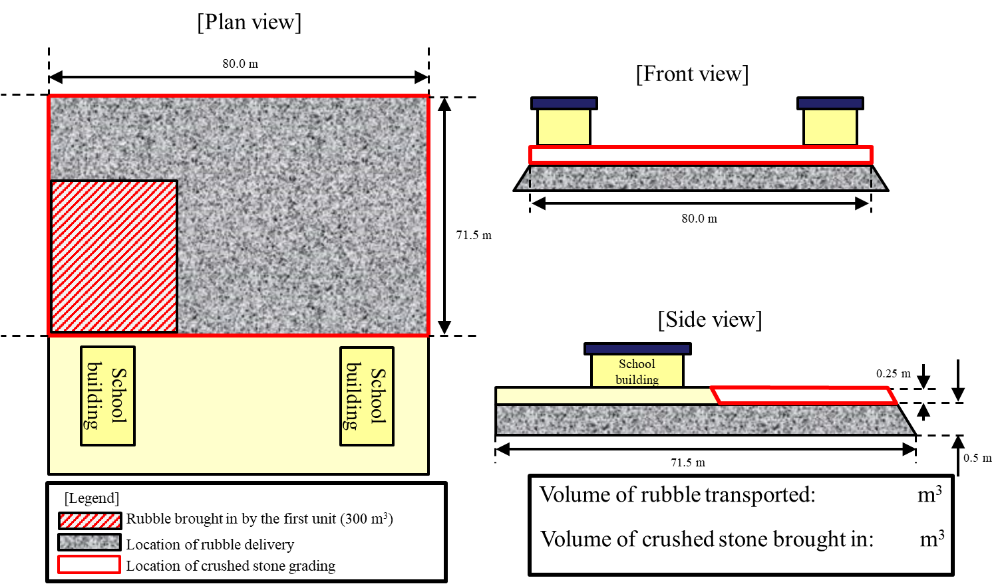 [Plan view]
80.0 m
71.5 m
School
building
School
building
[Legend]
Rubble brought in by the first unit (300 m³)
Location of rubble delivery
Location of crushed stone grading
[Front view]
80.0 m
[Side view]
School
building
0.25 m
0.5 m
71.5 m
Volume of rubble transported: m³
Volume of crushed stone brought in: m³